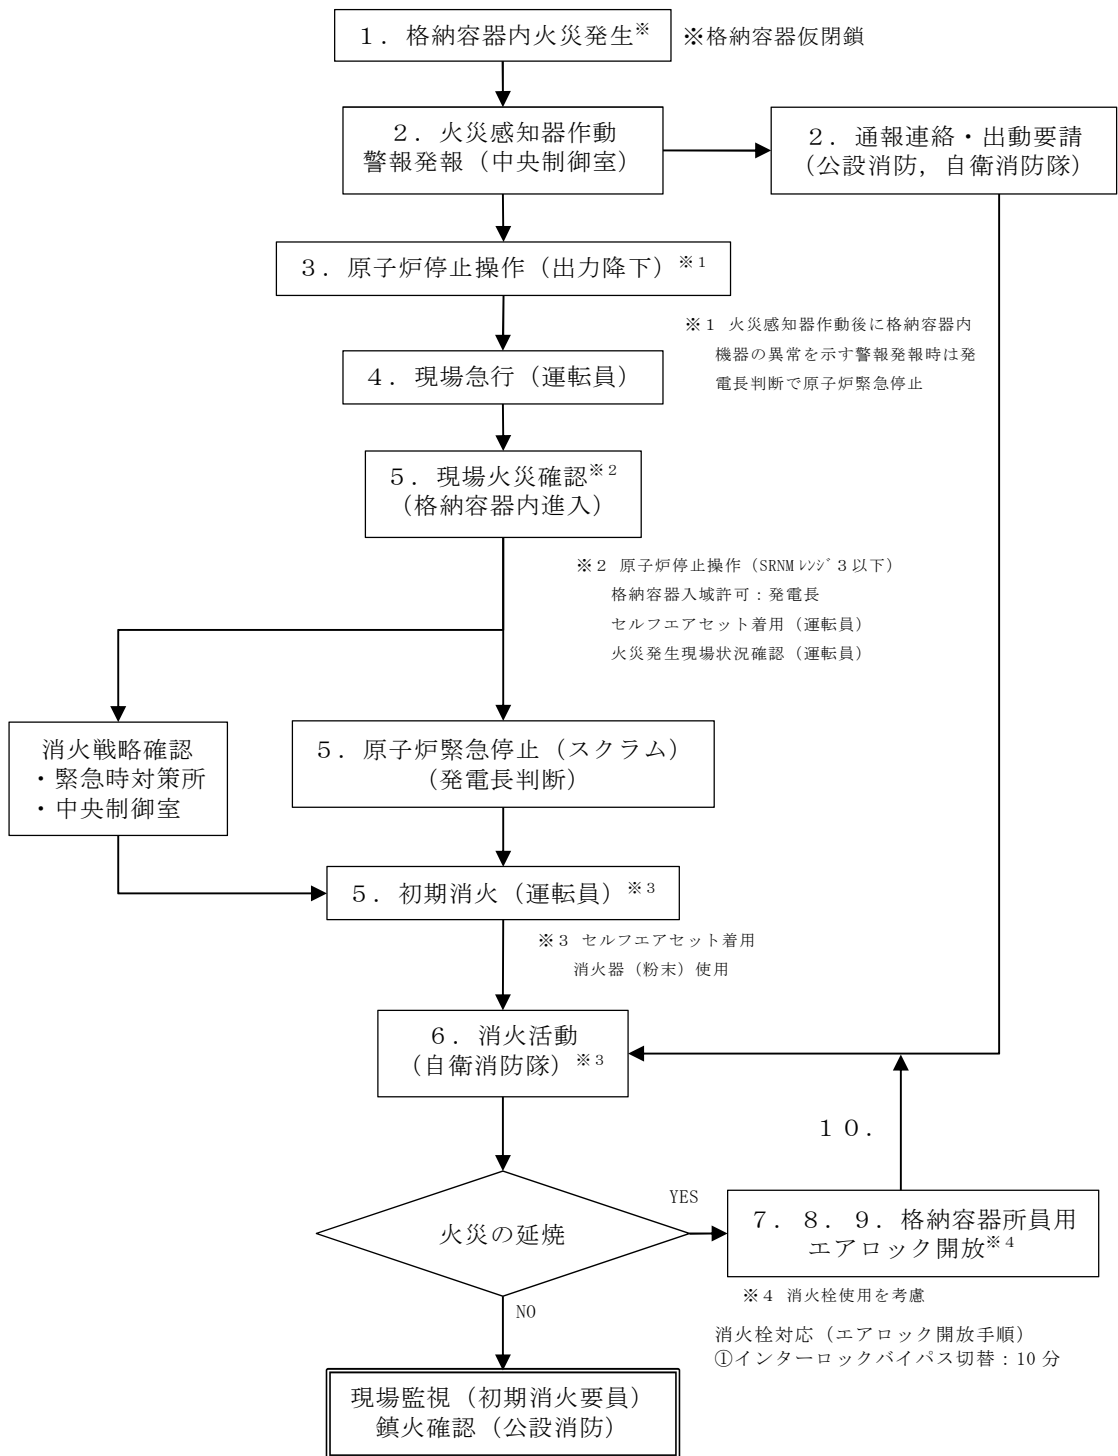 １．格納容器内火災発生※
※格納容器仮閉鎖
２．火災感知器作動
警報発報（中央制御室）
２．通報連絡・出動要請
（公設消防，自衛消防隊）
３．原子炉停止操作（出力降下）※１
※１ 火災感知器作動後に格納容器内
機器の異常を示す警報発報時は発
電長判断で原子炉緊急停止
４．現場急行（運転員）
５．現場火災確認※２
（格納容器内進入）
※２ 原子炉停止操作（SRNMﾚﾝｼﾞ３以下）
格納容器入域許可：発電長
セルフエアセット着用（運転員）
火災発生現場状況確認（運転員）
消火戦略確認
・緊急時対策所
・中央制御室
５．原子炉緊急停止（スクラム）
（発電長判断）
５．初期消火（運転員）※３
※３ セルフエアセット着用
消火器（粉末）使用
６．消火活動
（自衛消防隊）※３
１０．
火災の延焼
YES
７．８．９．格納容器所員用
エアロック開放※４
※４ 消火栓使用を考慮
消火栓対応（エアロック開放手順）
①インターロックバイパス切替：10 分
NO
現場監視（初期消火要員）
鎮火確認（公設消防）